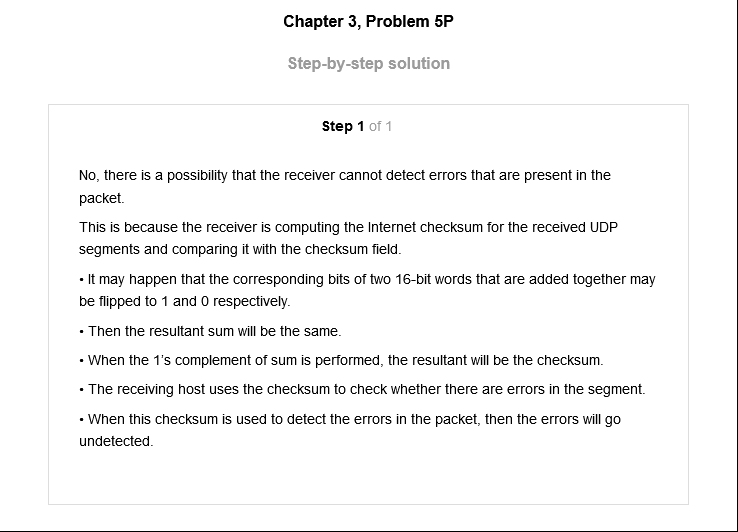 Chapter 3, Problem 5P
Step-by-step solution
Step 1 of 1
No, there is a possibility that the receiver cannot detect errors that are present in the
packet.
This is because the receiver is computing the Internet checksum for the received UDP
segments and comparing it with the checksum field.
• It may happen that the corresponding bits of two 16-bit words that are added together may
be flipped to 1 and 0 respectively.
• Then the resultant sum will be the same.
• When the 1’s complement of sum is performed, the resultant will be the checksum.
• The receiving host uses the checksum to check whether there are errors in the segment.
• When this checksum is used to detect the errors in the packet, then the errors will go
undetected.